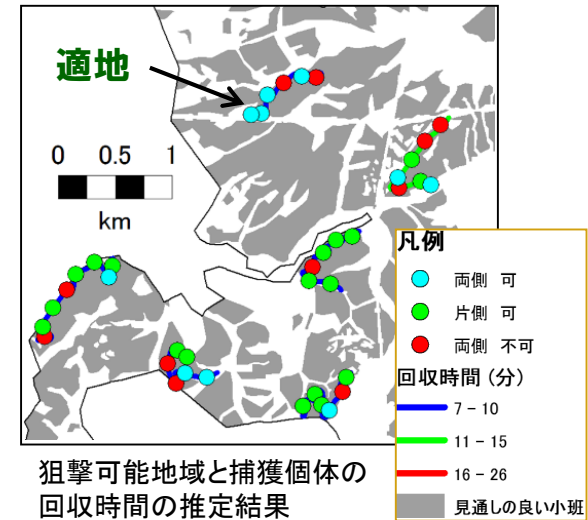 適地
0 0.5 1
km
凡例
両側 可
片側 可
両側 不可
回収時間 (分)
7 - 10
11 - 15
16 - 26
見通しの良い小班
狙撃可能地域と捕獲個体の
回収時間の推定結果